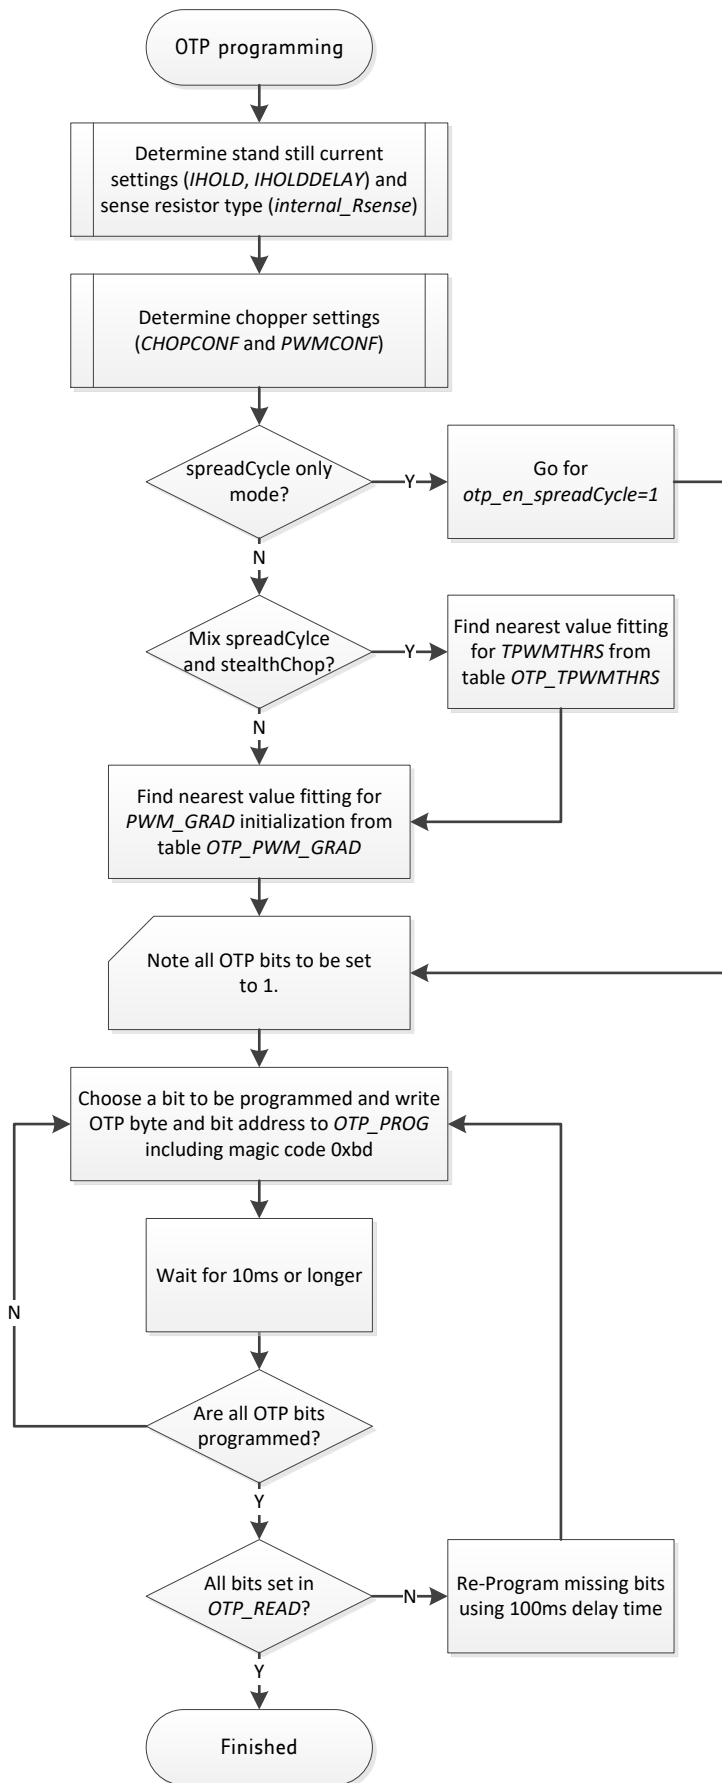 OTP programming
Determine stand still current
settings (IHOLD, IHOLDDELAY) and
sense resistor type (internal_Rsense)
Determine chopper settings
(CHOPCONF and PWMCONF)
spreadCycle only
mode?
Y
Go for
otp_en_spreadCycle=1
N
Mix spreadCylce
and stealthChop?
Y
Find nearest value fitting
for TPWMTHRS from
table OTP_TPWMTHRS
N
Find nearest value fitting for
PWM_GRAD initialization from
table OTP_PWM_GRAD
Note all OTP bits to be set
to 1.
Choose a bit to be programmed and write
OTP byte and bit address to OTP_PROG
including magic code 0xbd
Wait for 10ms or longer
N
Are all OTP bits
programmed?
Y
All bits set in
OTP_READ?
N
Re-Program missing bits
using 100ms delay time
Y
Finished